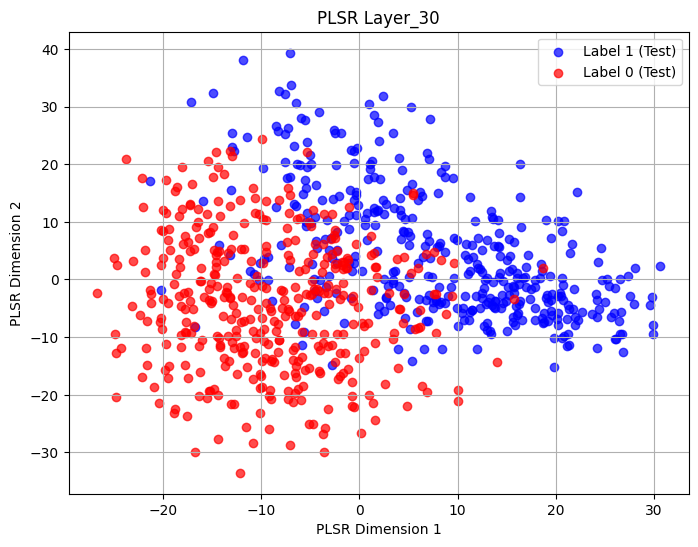 PLSR Layer_30
Label 1 (Test)
Label 0 (Test)
PLSR Dimension 2
40
30
20
10
0
−10
−20
−30
−20
−10
0
10
20
30
PLSR Dimension 1